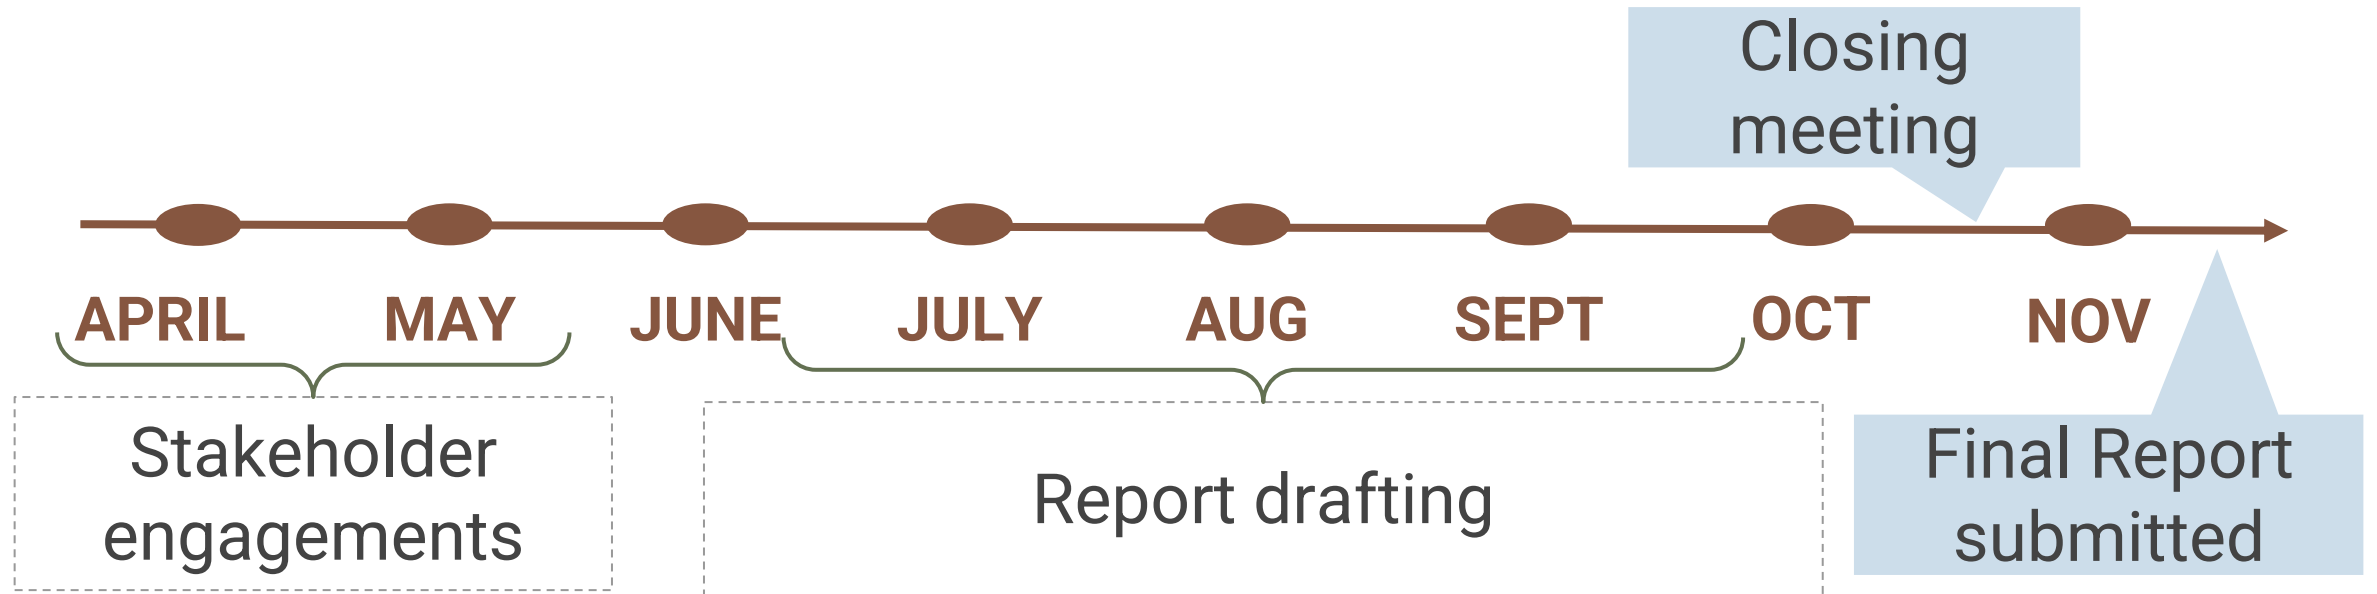 Closing
meeting
APRIL MAY JUNE JULY AUG SEPT OCT NOV
Stakeholder
engagements
Report drafting
Final Report
submitted